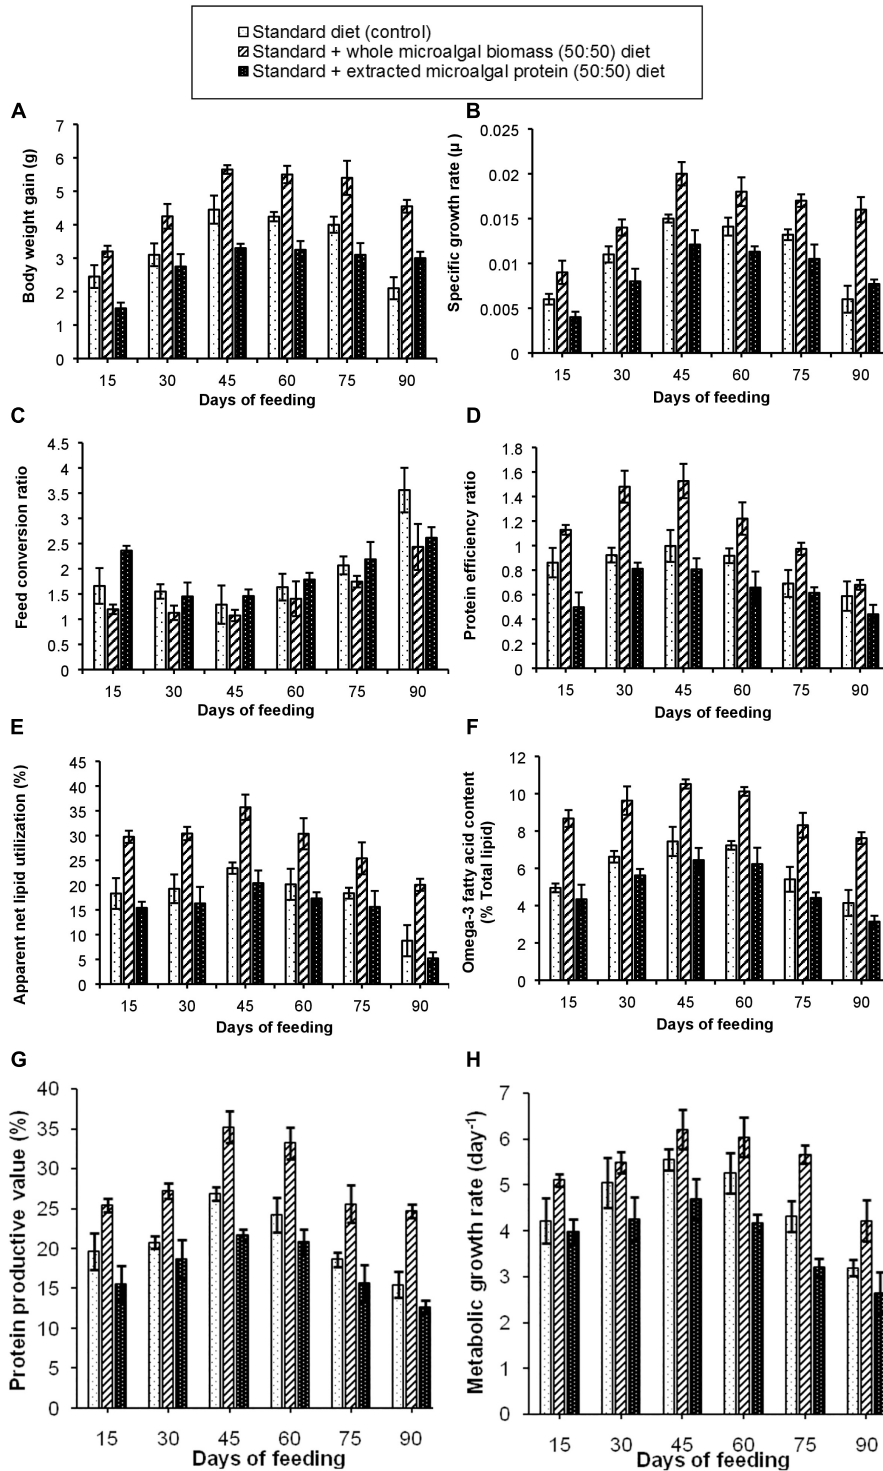 Standard diet (control)
Standard + whole microalgal biomass (50:50) diet
Standard + extracted microalgal protein (50:50) diet
A
Body weight gain (g)
7
6
5
4
3
2
1
0
15 30 45 60 75 90
Days of feeding
B
Specific growth rate (µ )
0.025
0.02
0.015
0.01
0.005
0
15 30 45 60 75 90
Days of feeding
C
Feed conversion ratio
4.5
4
3.5
3
2.5
2
1.5
1
0.5
0
15 30 45 60 75 90
Days of feeding
D
Protein efficiency ratio
1.8
1.6
1.4
1.2
1
0.8
0.6
0.4
0.2
0
15 30 45 60 75 90
Days of feeding
E
Apparent net lipid utilization (%)
45
40
35
30
25
20
15
10
5
0
15 30 45 60 75 90
Days of feeding
F
Omega-3 fatty acid content
(% Total lipid)
12
10
8
6
4
2
0
15 30 45 60 75 90
Days of feeding
G
Protein productive value (%)
40
35
30
25
20
15
10
5
0
15 30 45 60 75 90
Days of feeding
H
Metabolic growth rate (day⁻¹)
7
6
5
4
3
2
1
0
15 30 45 60 75 90
Days of feeding